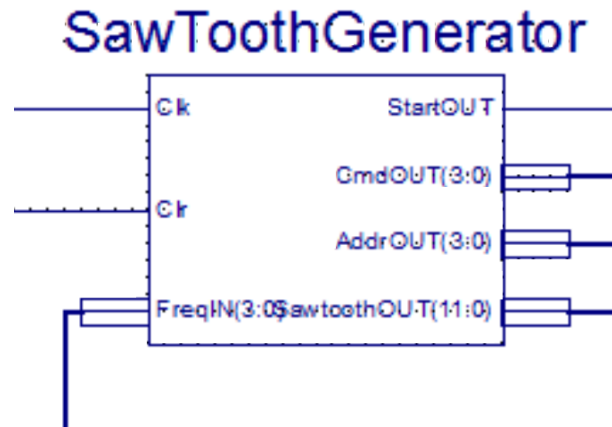 SawToothGenerator
Clk StartOUT
CmdOUT(3:0)
Clr
AddrOUT(3:0)
FreqIN(3:0) SawtoothOUT(11:0)